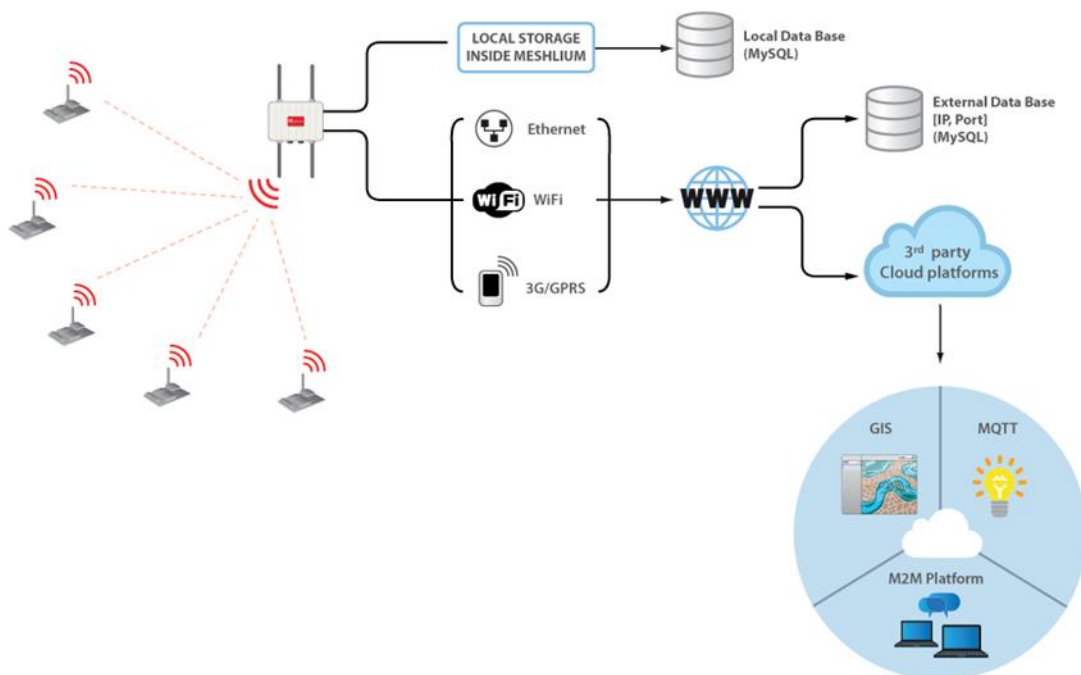 LOCAL STORAGE
INSIDE MESHLIUM
Local Data Base
(MySQL)
External Data Base
[IP, Port]
(MySQL)
Ethernet
WiFi
WiFi
3G/GPRS
WWW
3rd party
Cloud platforms
GIS
MQTT
M2M Platform